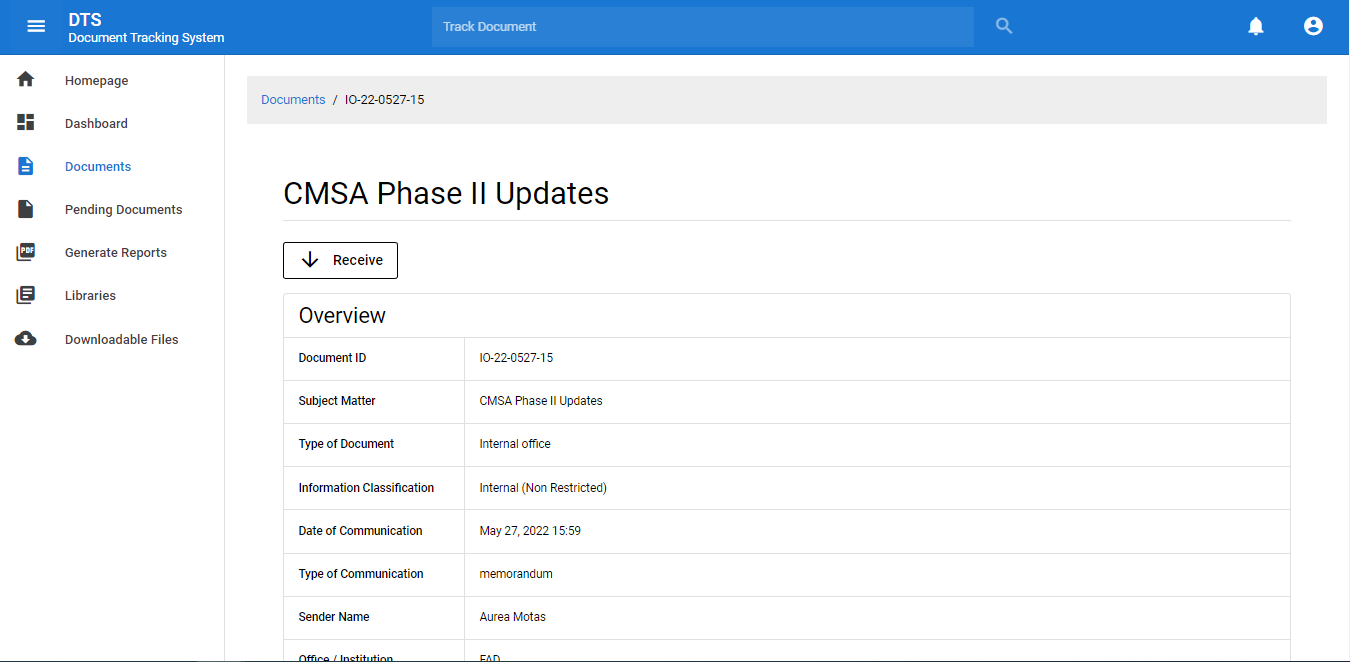 DTS
Document Tracking System
Track Document
Homepage
Dashboard
Documents
Pending Documents
PDF
Generate Reports
Libraries
Downloadable Files
Documents / IO-22-0527-15
CMSA Phase II Updates
Receive
Overview
Document ID IO-22-0527-15
Subject Matter CMSA Phase II Updates
Type of Document Internal office
Information Classification Internal (Non Restricted)
Date of Communication May 27, 2022 15:59
Type of Communication memorandum
Sender Name Aurea Motas
Office / Institution FAD